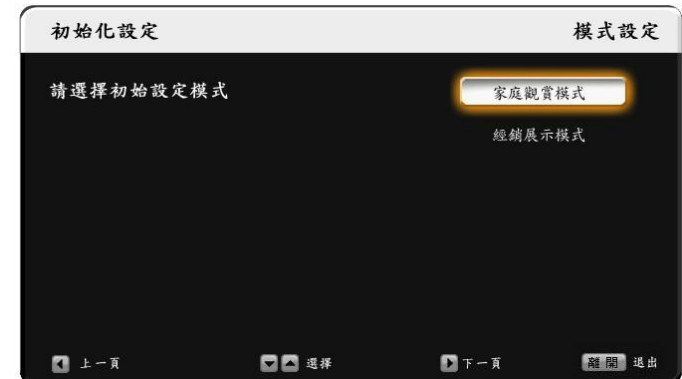 初始化設定 模式設定
請選擇初始設定模式 家庭觀賞模式
經銷展示模式
上一頁 選擇 下一頁 離開 退出